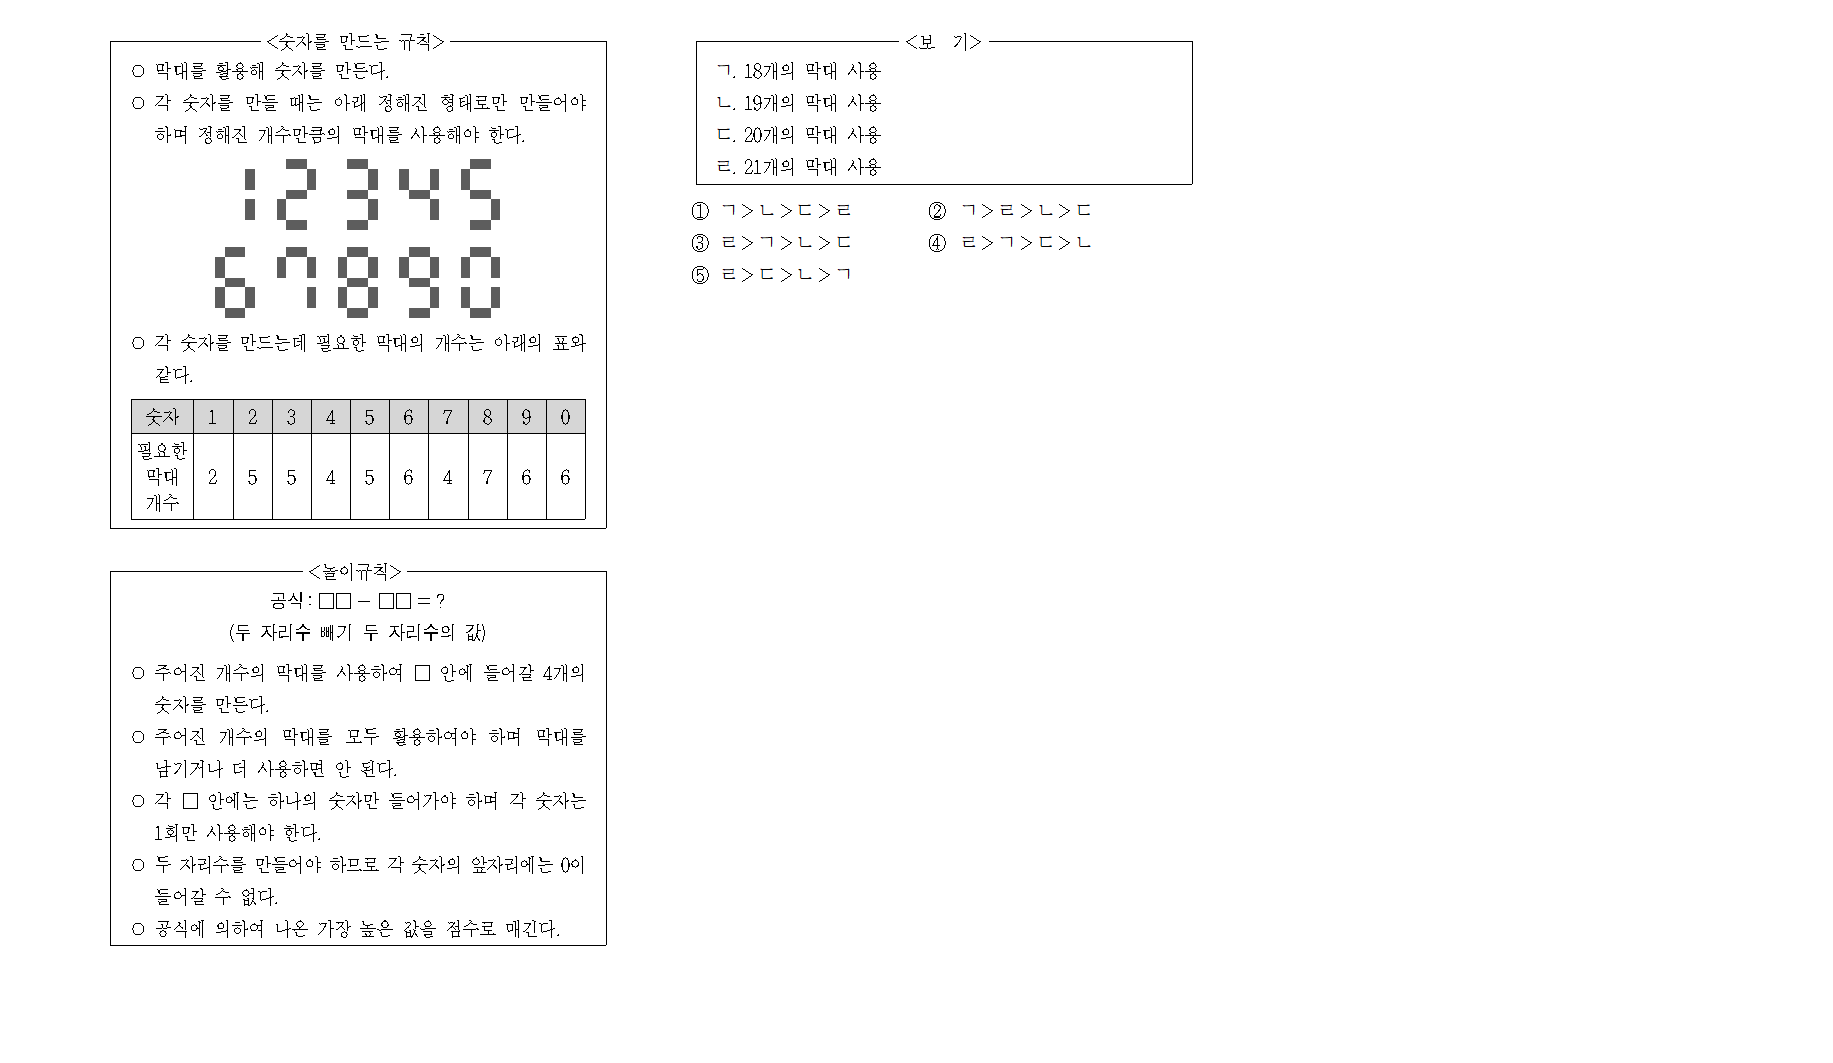 <숫자를 만드는 규칙>
○ 막대를 활용해 숫자를 만든다.
○ 각 숫자를 만들 때는 아래 정해진 형태로만 만들어야
하며 정해진 개수만큼의 막대를 사용해야 한다.
1 2 3 4 5
6 7 8 9 0
○ 각 숫자를 만드는데 필요한 막대의 개수는 아래의 표와
같다.
숫자 1 2 3 4 5 6 7 8 9 0
필요한
막대
개수
2 5 5 4 5 6 4 7 6 6
<놀이규칙>
공식 : □□ − □□ = ?
(두 자리수 빼기 두 자리수의 값)
○ 주어진 개수의 막대를 사용하여 □ 안에 들어갈 4개의
숫자를 만든다.
○ 주어진 개수의 막대를 모두 활용하여야 하며 막대를
남기거나 더 사용하면 안 된다.
○ 각 □ 안에는 하나의 숫자만 들어가야 하며 각 숫자는
1회만 사용해야 한다.
○ 두 자리수를 만들어야 하므로 각 숫자의 앞자리에는 0이
들어갈 수 없다.
○ 공식에 의하여 나온 가장 높은 값을 점수로 매긴다.
<보 기>
ㄱ. 18개의 막대 사용
ㄴ. 19개의 막대 사용
ㄷ. 20개의 막대 사용
ㄹ. 21개의 막대 사용
① ㄱ>ㄴ>ㄷ>ㄹ ② ㄱ>ㄹ>ㄴ>ㄷ
③ ㄹ>ㄱ>ㄴ>ㄷ ④ ㄹ>ㄱ>ㄷ>ㄴ
⑤ ㄹ>ㄷ>ㄴ>ㄱ